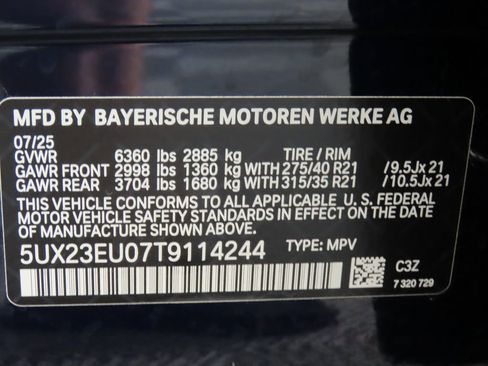 MFD BY BAYERISCHE MOTOREN WERKE AG
07/25
GVWR 6360 lbs 2885 kg TIRE / RIM
GAWR FRONT 2998 lbs 1360 kg WITH 275/40 R21 /9.5Jx 21
GAWR REAR 3704 lbs 1680 kg WITH 315/35 R21 /10.5Jx 21
THIS VEHICLE CONFORMS TO ALL APPLICABLE U. S. FEDERAL
MOTOR VEHICLE SAFETY STANDARDS IN EFFECT ON THE DATE OF
MANUFACTURE SHOWN ABOVE.
5UX23EU07T9114244 TYPE: MPV
C3Z
7 320 729